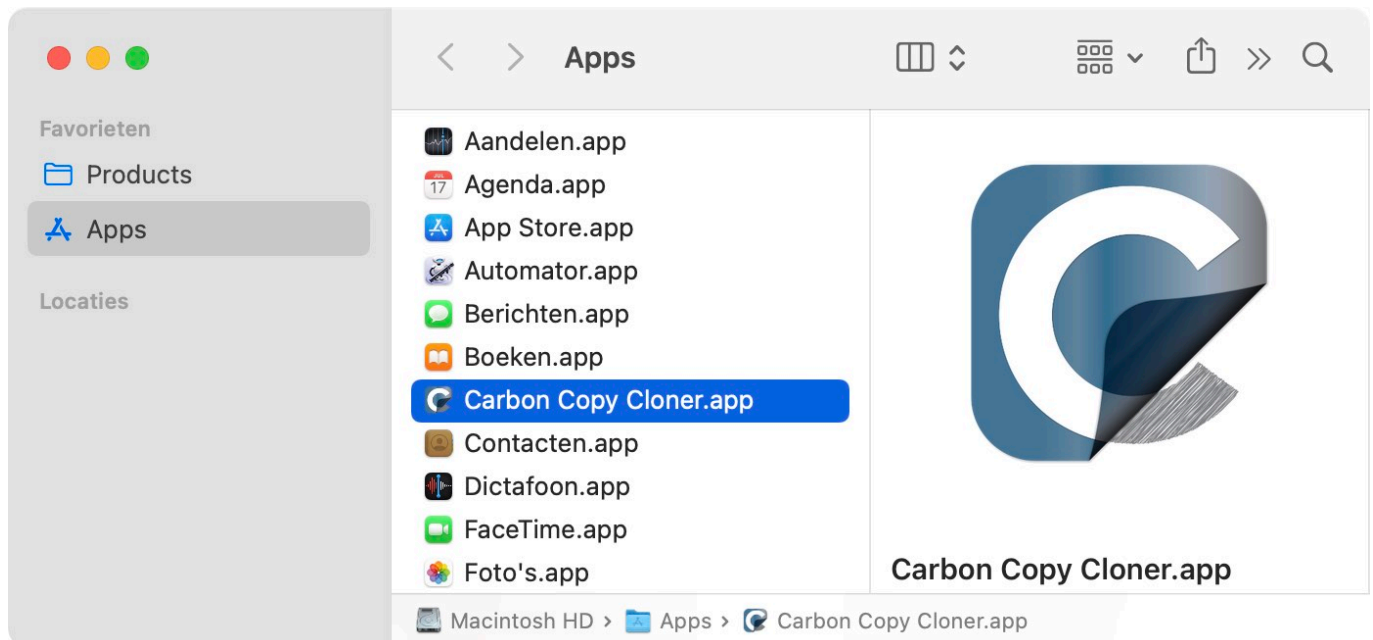 Apps
Favorieten
Products
Apps
Locaties
Aandelen.app
JUL
17
Agenda.app
App Store.app
Automator.app
Berichten.app
Boeken.app
Carbon Copy Cloner.app
Contacten.app
Dictafoon.app
FaceTime.app
Foto's.app
Carbon Copy Cloner.app
Macintosh HD › Apps › Carbon Copy Cloner.app